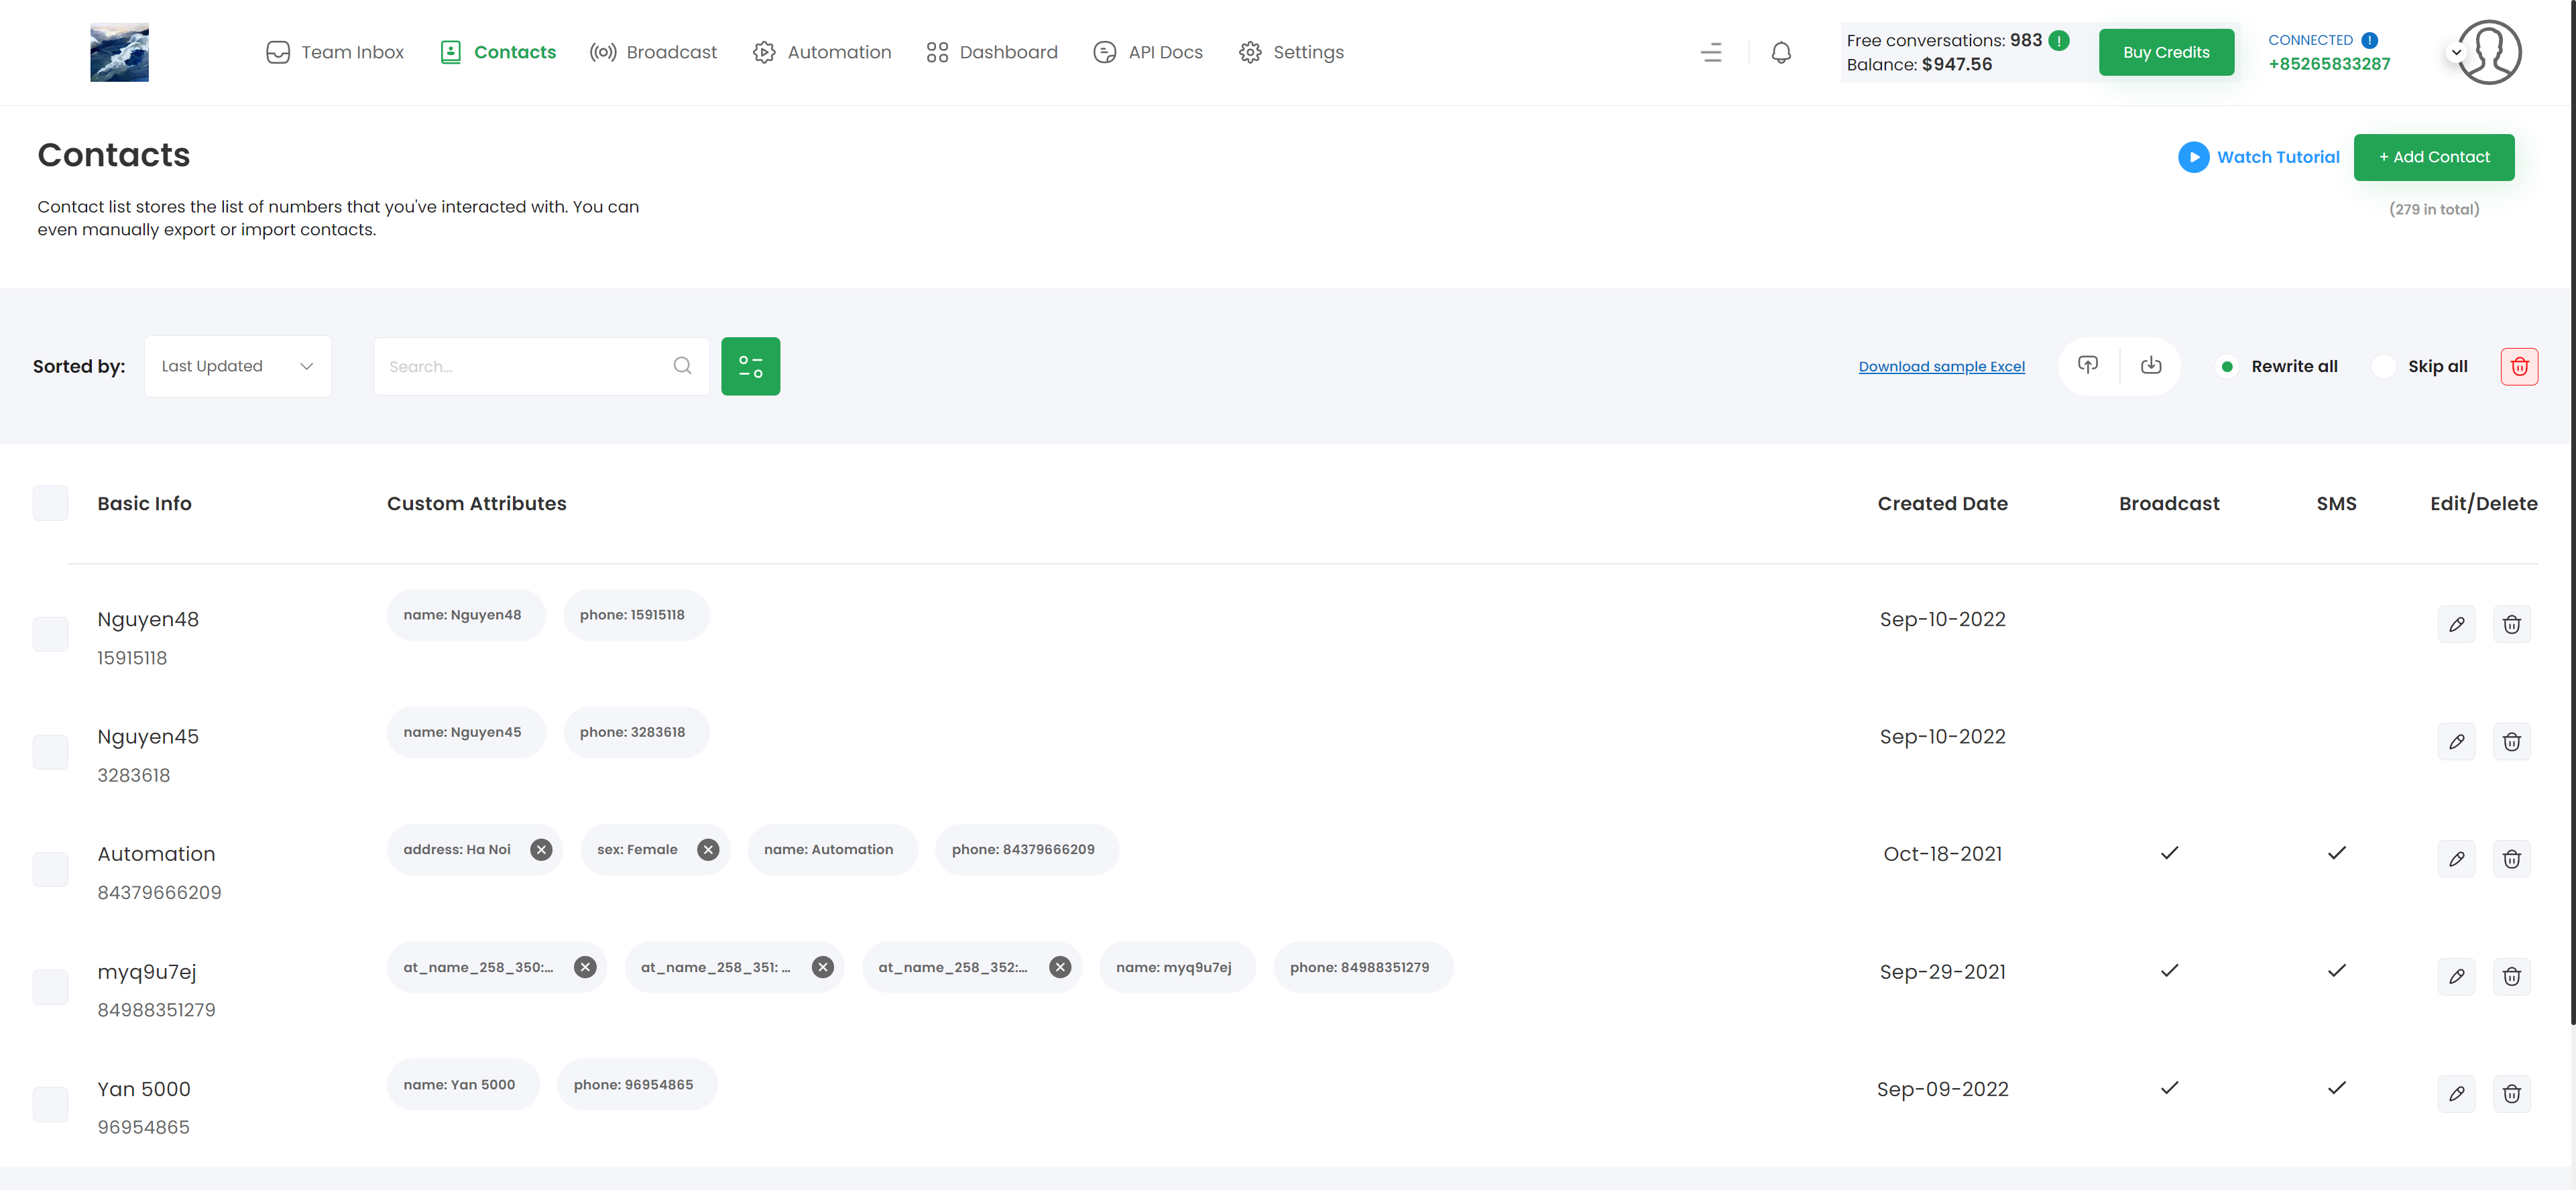 Team Inbox
Contacts
Broadcast
Automation
Dashboard
API Docs
Settings
Free conversations: 983
Balance: $947.56
Buy Credits
CONNECTED
+85265833287
Contacts
Watch Tutorial
+ Add Contact
(279 in total)
Contact list stores the list of numbers that you've interacted with. You can
even manually export or import contacts.
Sorted by:
Last Updated
Search...
Download sample Excel
Rewrite all
Skip all
Basic Info
Custom Attributes
Created Date
Broadcast
SMS
Edit/Delete
Nguyen48
15915118
name: Nguyen48
phone: 15915118
Sep-10-2022
Nguyen45
3283618
name: Nguyen45
phone: 3283618
Sep-10-2022
Automation
84379666209
address: Ha Noi
sex: Female
name: Automation
phone: 84379666209
Oct-18-2021
myq9u7ej
84988351279
at_name_258_350:...
at_name_258_351: ...
at_name_258_352:...
name: myq9u7ej
phone: 84988351279
Sep-29-2021
Yan 5000
96954865
name: Yan 5000
phone: 96954865
Sep-09-2022